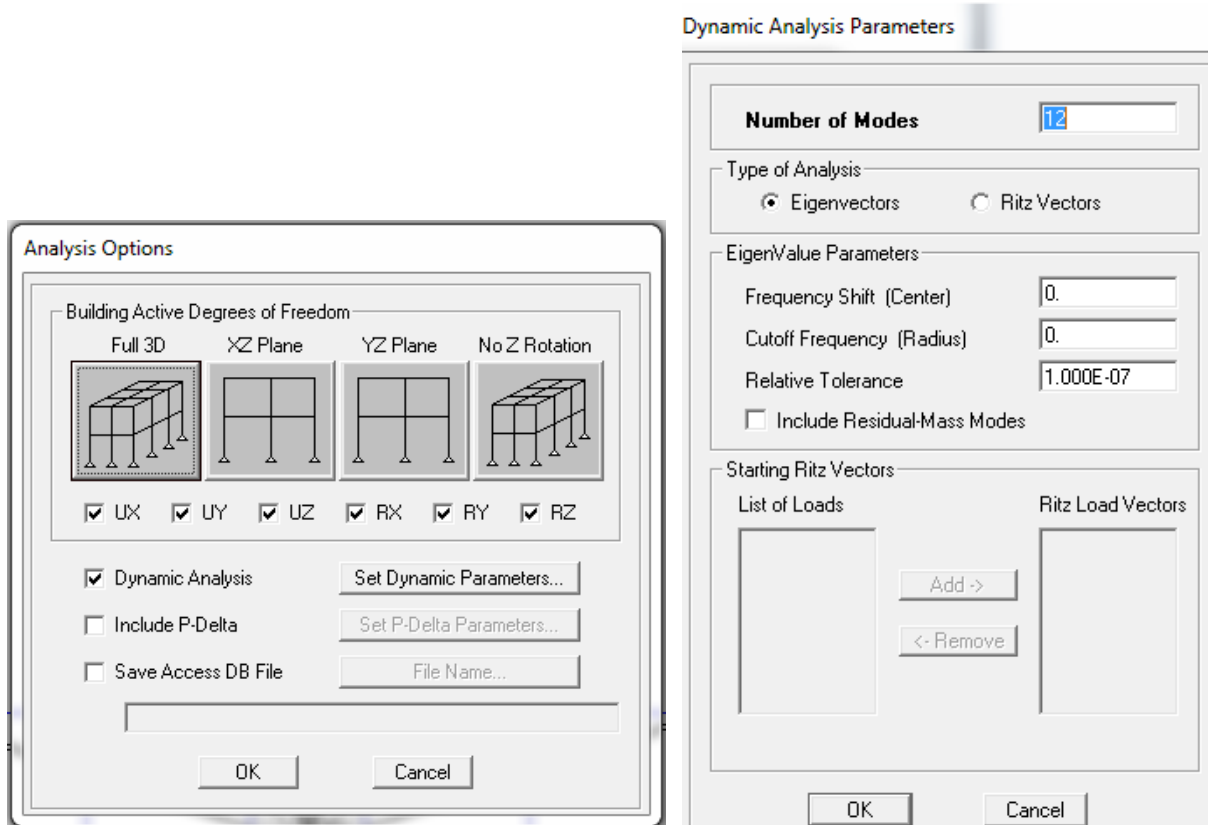 Analysis Options
Building Active Degrees of Freedom
Full 3D XZ Plane YZ Plane No Z Rotation
UX UY UZ RX RY RZ
Dynamic Analysis Set Dynamic Parameters...
Include P-Delta Set P-Delta Parameters...
Save Access DB File File Name...
OK Cancel
Dynamic Analysis Parameters
Number of Modes 12
Type of Analysis
Eigenvectors Ritz Vectors
EigenValue Parameters
Frequency Shift (Center) 0.
Cutoff Frequency (Radius) 0.
Relative Tolerance 1.000E-07
Include Residual-Mass Modes
Starting Ritz Vectors
List of Loads Ritz Load Vectors
Add ->
<- Remove
OK Cancel